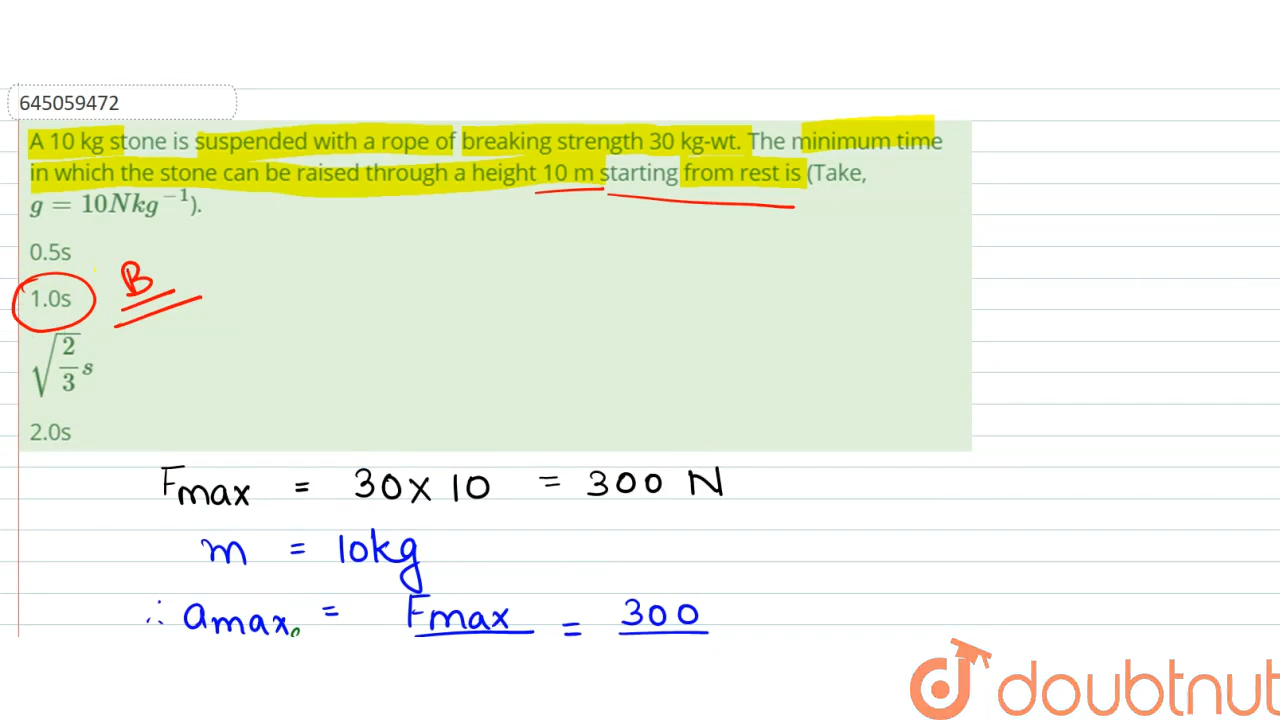 645059472
A 10 kg stone is suspended with a rope of breaking strength 30 kg-wt. The minimum time
in which the stone can be raised through a height 10 m starting from rest is (Take,
g = 10Nkg⁻¹).
0.5s
1.0s B
√(2/3) s
2.0s
Fmax = 30 × 10 = 300 N
m = 10kg
∴ amax = Fmax = 300
doubtnut